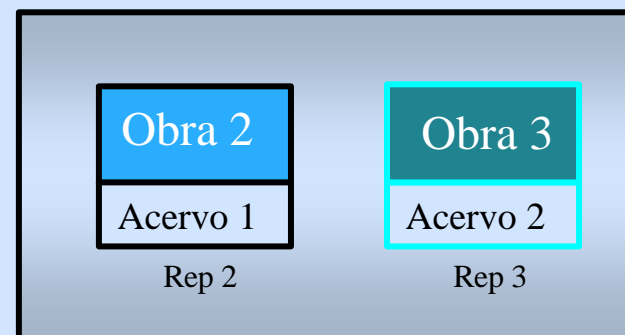 Obra 2
Acervo 1
Rep 2
Obra 3
Acervo 2
Rep 3